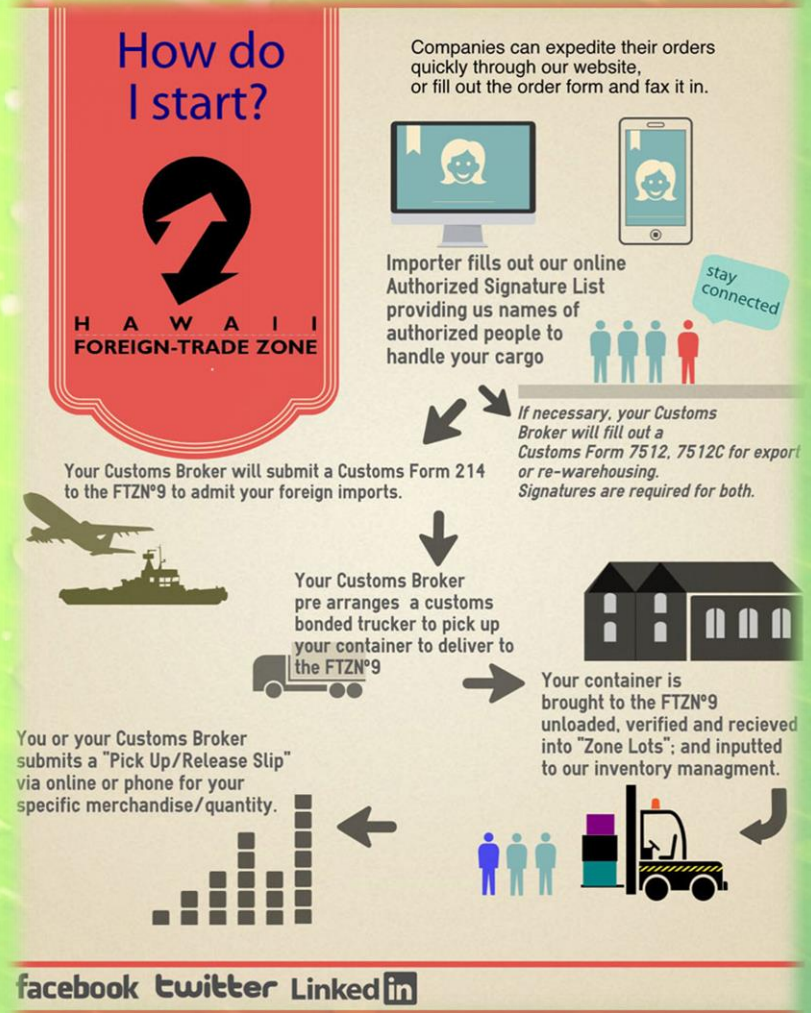 How do
I start?
HAWAII
FOREIGN-TRADE ZONE
Companies can expedite their orders
quickly through our website,
or fill out the order form and fax it in.
Importer fills out our online
Authorized Signature List
providing us names of
authorized people to
handle your cargo
stay
connected
If necessary, your Customs
Broker will fill out a
Customs Form 7512, 7512C for export
or re-warehousing.
Signatures are required for both.
Your Customs Broker will submit a Customs Form 214
to the FTZNº9 to admit your foreign imports.
Your Customs Broker
pre arranges a customs
bonded trucker to pick up
your container to deliver to
the FTZNº9
Your container is
brought to the FTZNº9
unloaded, verified and recieved
into "Zone Lots"; and inputted
to our inventory managment.
You or your Customs Broker
submits a "Pick Up/Release Slip"
via online or phone for your
specific merchandise/quantity.
facebook twitter Linked in